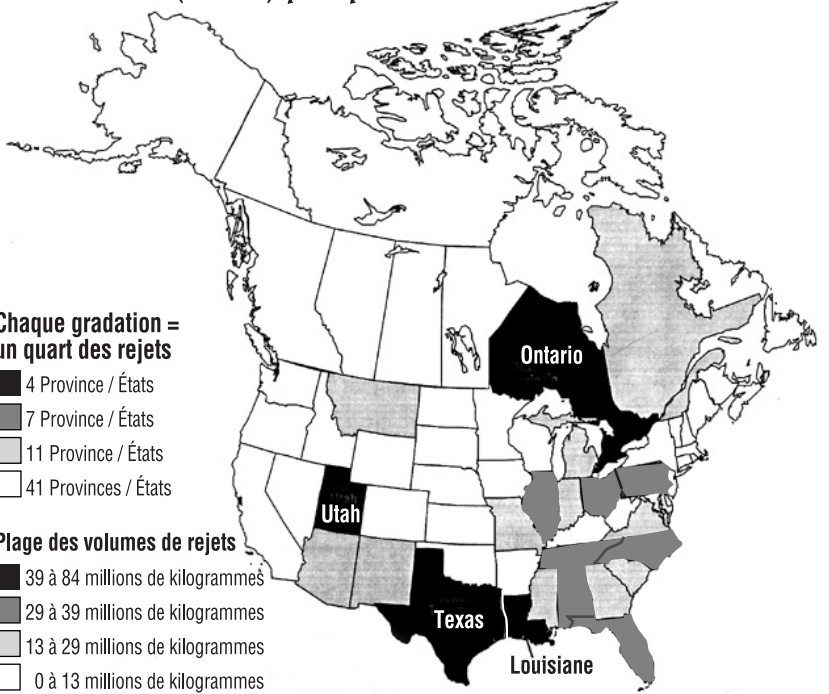 Chaque gradation =
un quart des rejets
4 Province / États
7 Province / États
11 Province / États
41 Provinces / États
Plage des volumes de rejets
39 à 84 millions de kilogrammes
29 à 39 millions de kilogrammes
13 à 29 millions de kilogrammes
0 à 13 millions de kilogrammes
Ontario
Utah
Texas
Louisiane